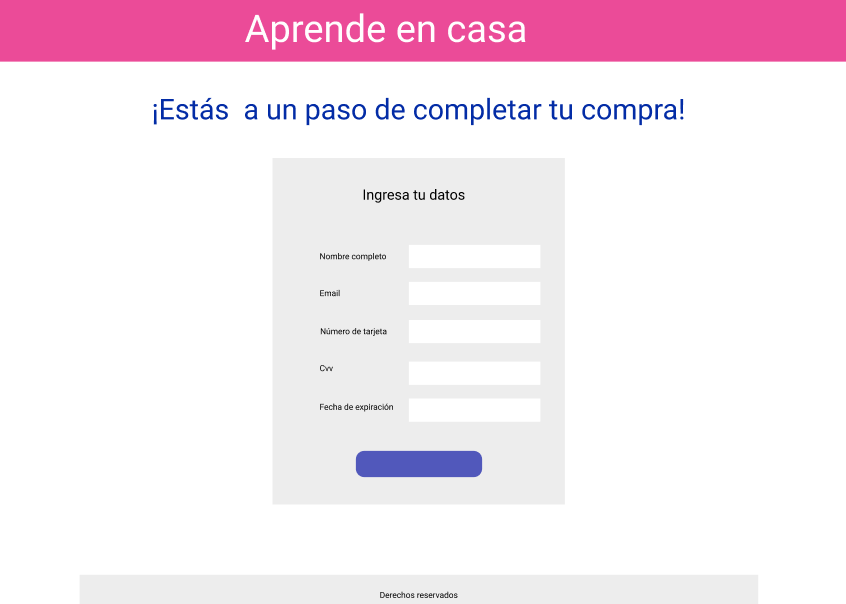 Aprende en casa
¡Estás  a un paso de completar tu compra!
Ingresa tu datos
Nombre completo
Email
Número de tarjeta
Cvv
Fecha de expiración
Derechos reservados